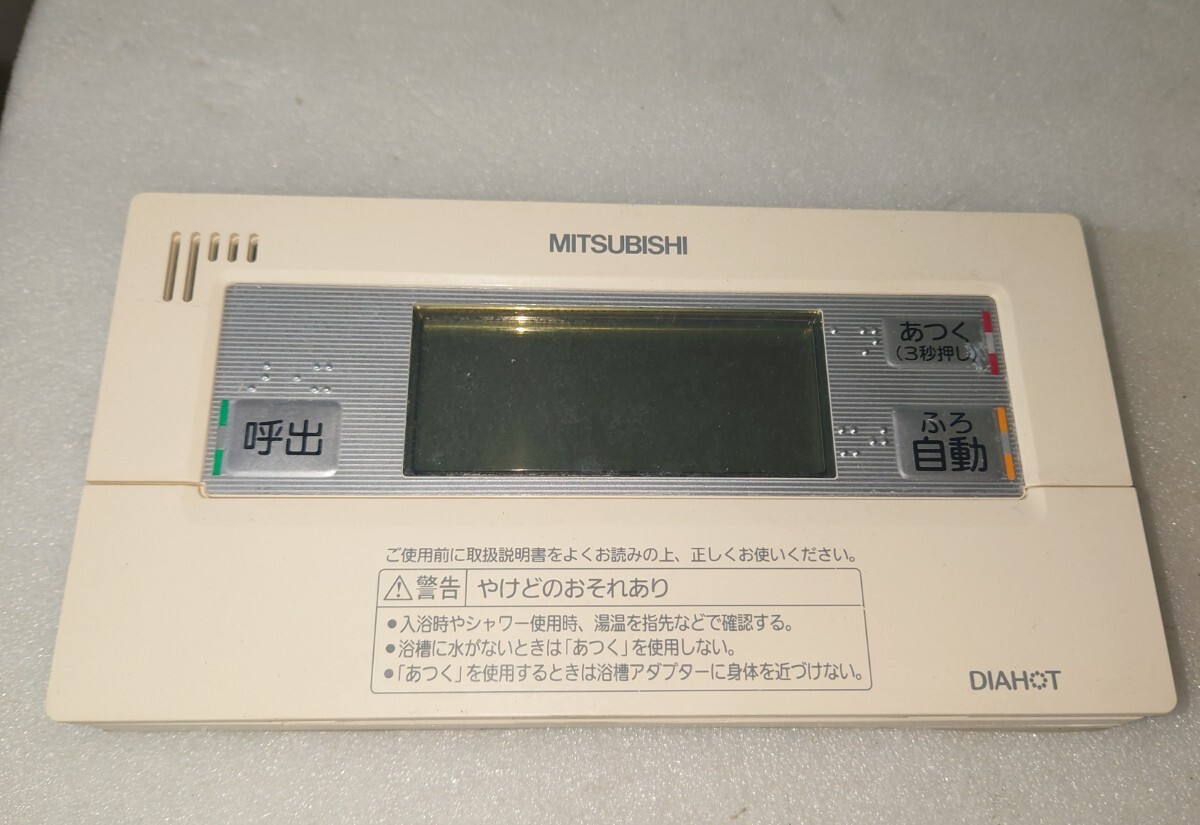 MITSUBISHI
あつく
(3秒押し)
呼出
ふろ
自動
ご使用前に取扱説明書をよくお読みの上、正しくお使いください。
⚠警告 やけどのおそれあり
●入浴時やシャワー使用時、湯温を指先などで確認する。
●浴槽に水がないときは「あつく」を使用しない。
●「あつく」を使用するときは浴槽アダプターに身体を近づけない。
DIAHOT